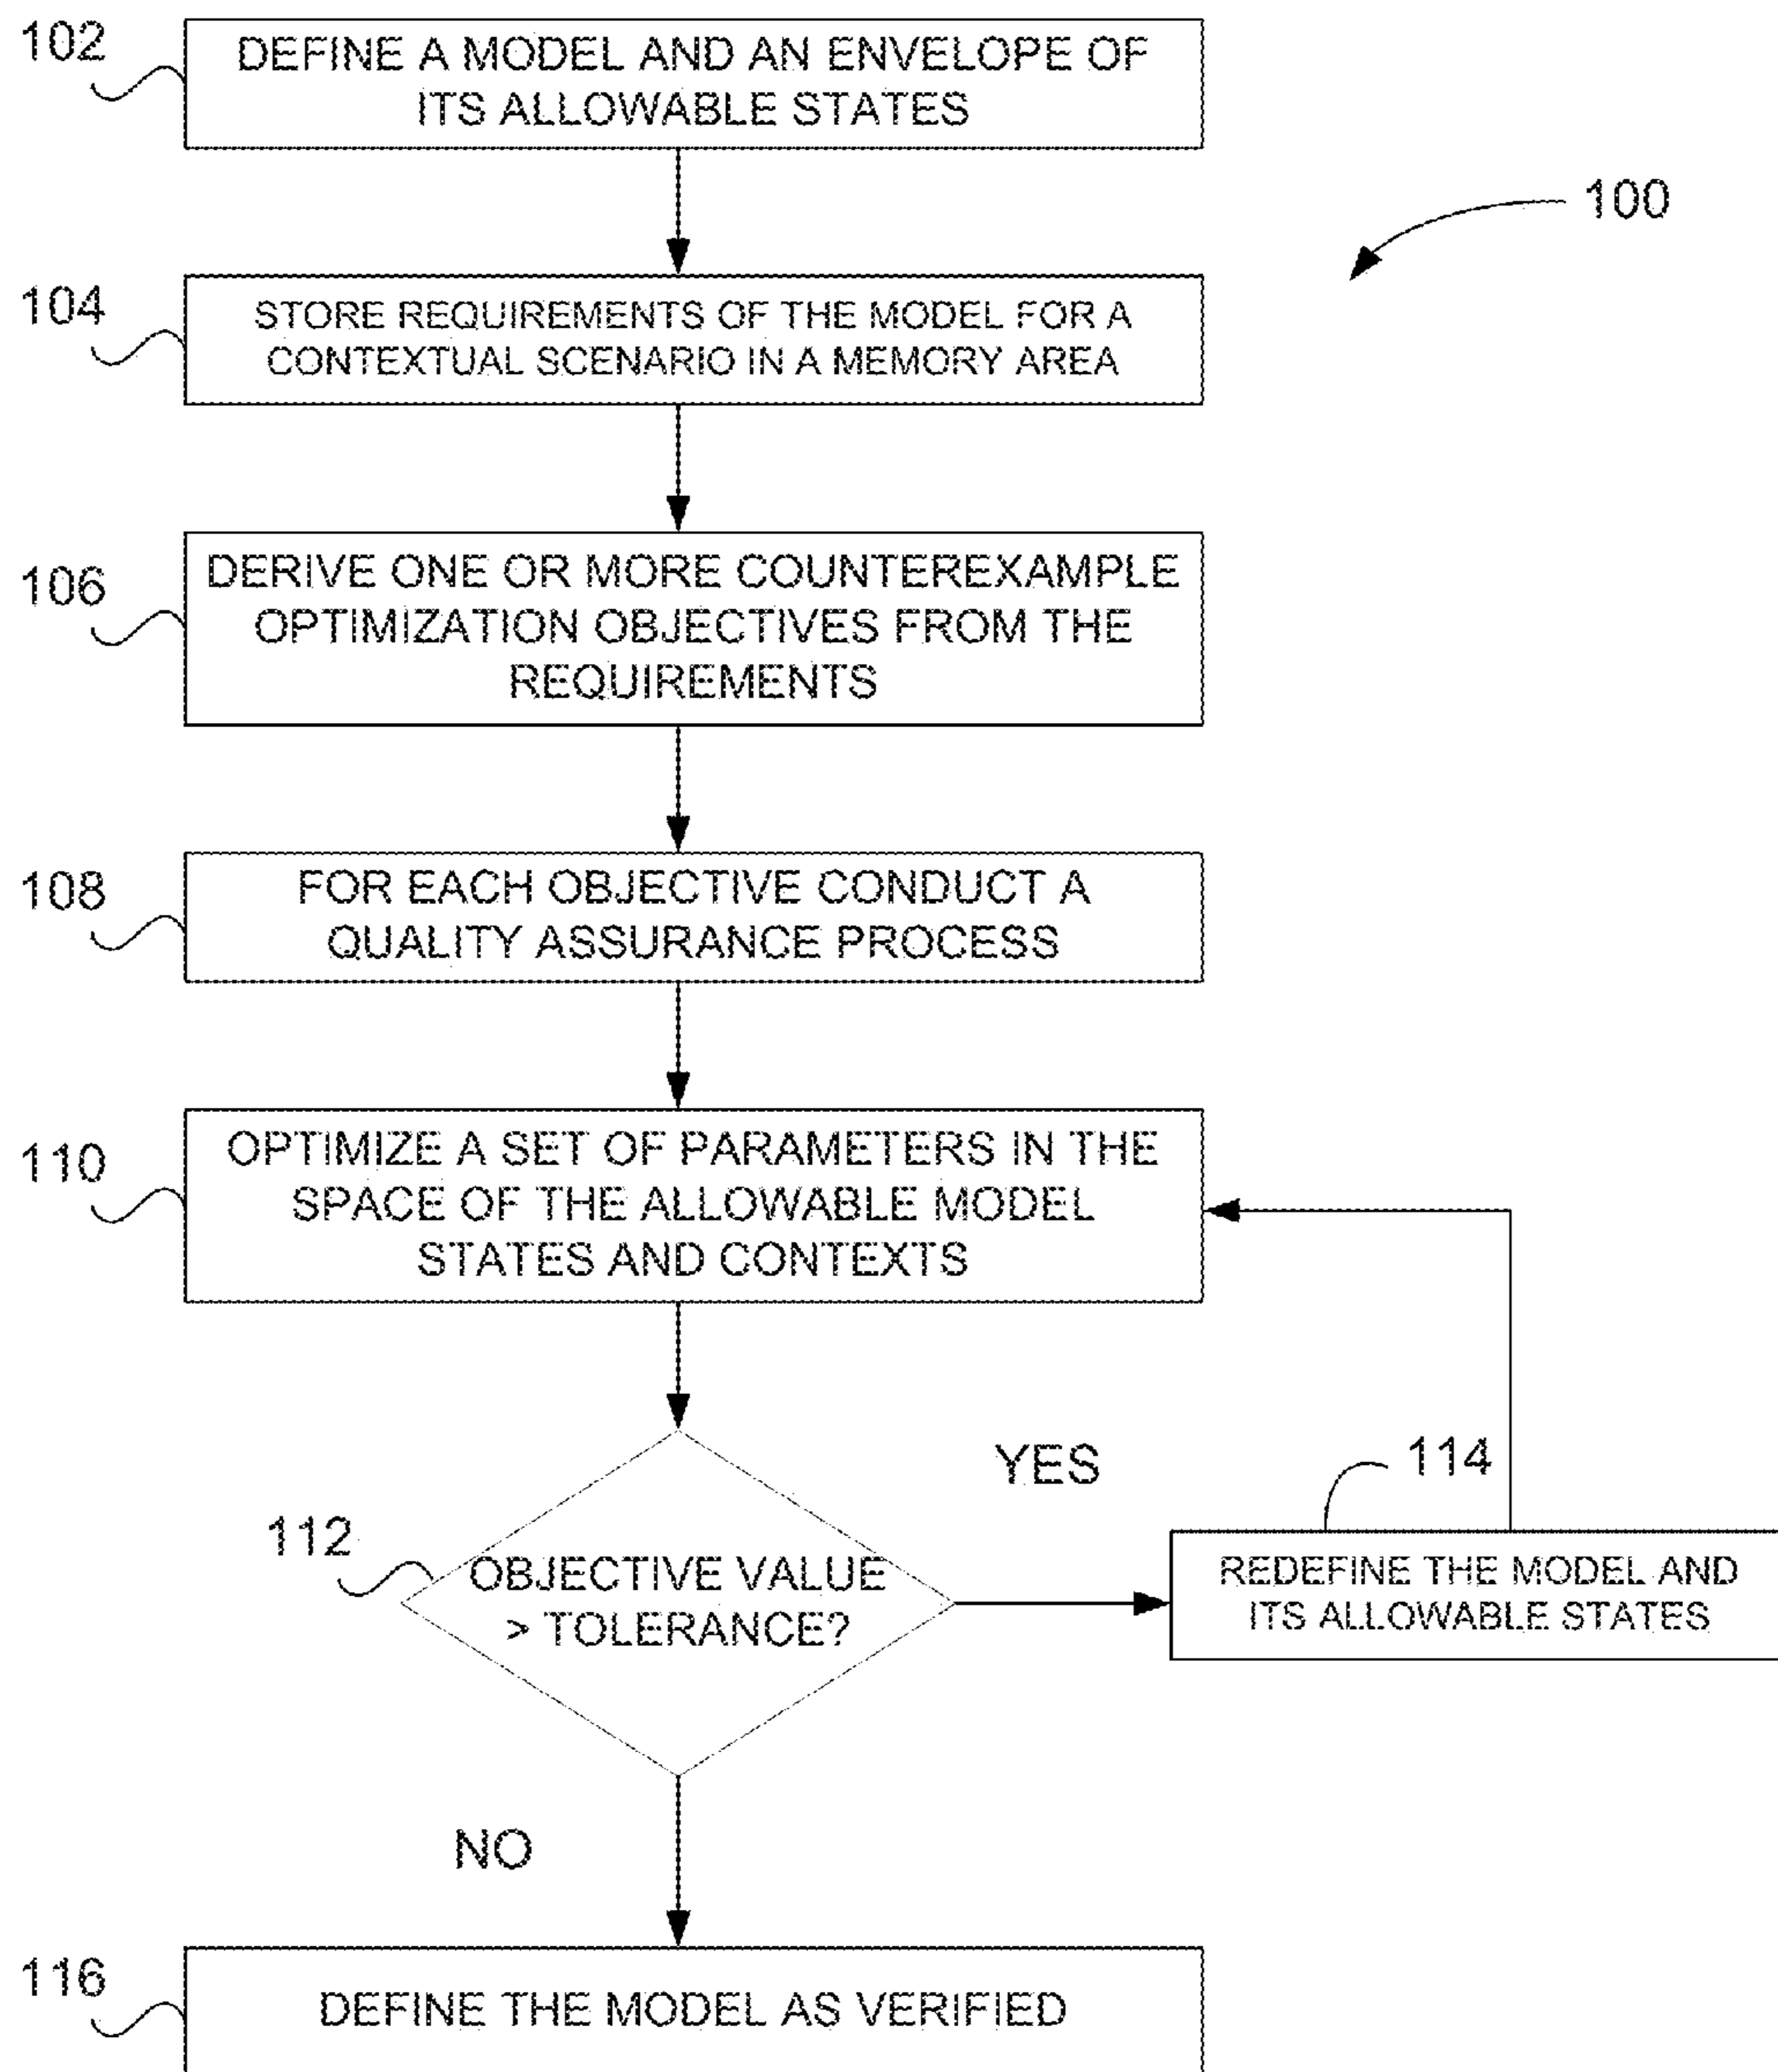 102
DEFINE A MODEL AND AN ENVELOPE OF
ITS ALLOWABLE STATES
100
104
STORE REQUIREMENTS OF THE MODEL FOR A
CONTEXTUAL SCENARIO IN A MEMORY AREA
106
DERIVE ONE OR MORE COUNTEREXAMPLE
OPTIMIZATION OBJECTIVES FROM THE
REQUIREMENTS
108
FOR EACH OBJECTIVE CONDUCT A
QUALITY ASSURANCE PROCESS
110
OPTIMIZE A SET OF PARAMETERS IN THE
SPACE OF THE ALLOWABLE MODEL
STATES AND CONTEXTS
112
OBJECTIVE VALUE
> TOLERANCE?
YES
114
REDEFINE THE MODEL AND
ITS ALLOWABLE STATES
NO
116
DEFINE THE MODEL AS VERIFIED